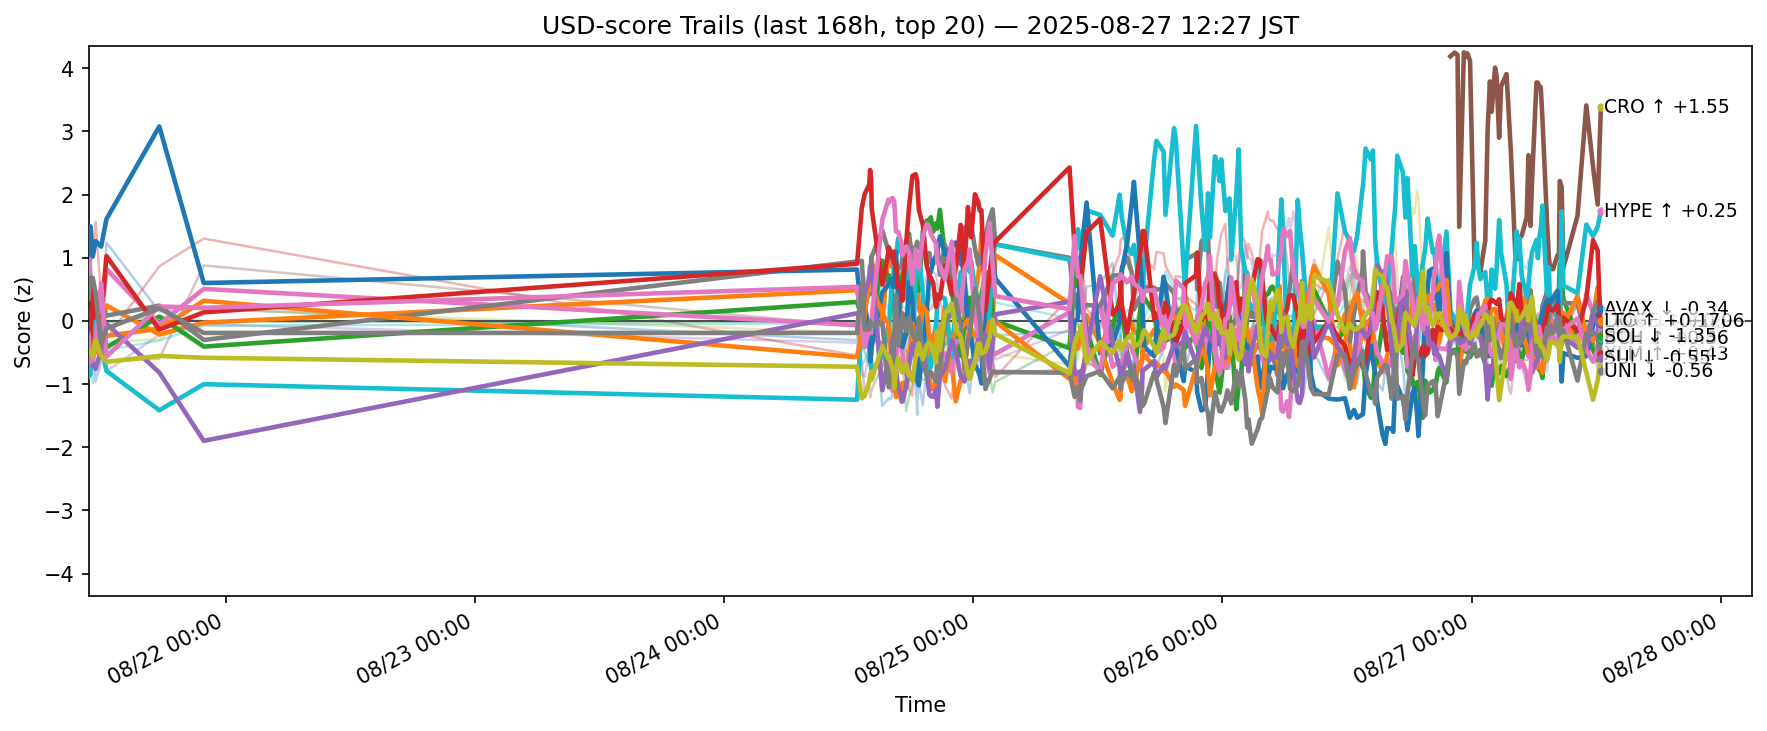 USD-score Trails (last 168h, top 20) — 2025-08-27 12:27 JST
Score (z)
4
3
2
1
0
−1
−2
−3
−4
CRO ↑ +1.55
HYPE ↑ +0.25
AVAX ↓ -0.34
SOL ↓
SUI ↓
UNI ↓ -0.56
08/22 00:00
08/23 00:00
08/24 00:00
08/25 00:00
08/26 00:00
08/27 00:00
08/28 00:00
Time